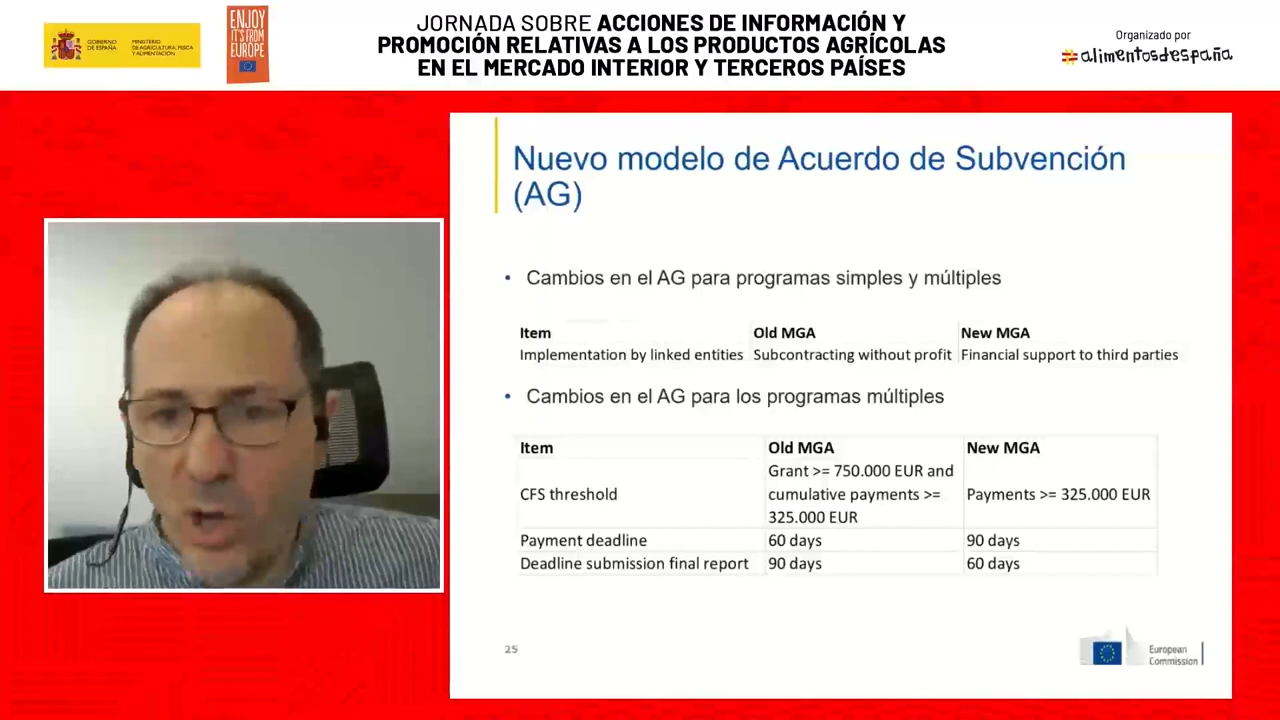 GOBIERNO
DE ESPAÑA
MINISTERIO
DE AGRICULTURA, PESCA
Y ALIMENTACIÓN
ENJOY
IT'S FROM
EUROPE
JORNADA SOBRE ACCIONES DE INFORMACIÓN Y
PROMOCIÓN RELATIVAS A LOS PRODUCTOS AGRÍCOLAS
EN EL MERCADO INTERIOR Y TERCEROS PAÍSES
Organizado por
#alimentosdespaña
Nuevo modelo de Acuerdo de Subvención
(AG)
• Cambios en el AG para programas simples y múltiples
Item Old MGA New MGA
Implementation by linked entities Subcontracting without profit Financial support to third parties
• Cambios en el AG para los programas múltiples
Item Old MGA New MGA
CFS threshold Grant >= 750.000 EUR and
cumulative payments >= Payments >= 325.000 EUR
325.000 EUR
Payment deadline 60 days 90 days
Deadline submission final report 90 days 60 days
25
European
Commission